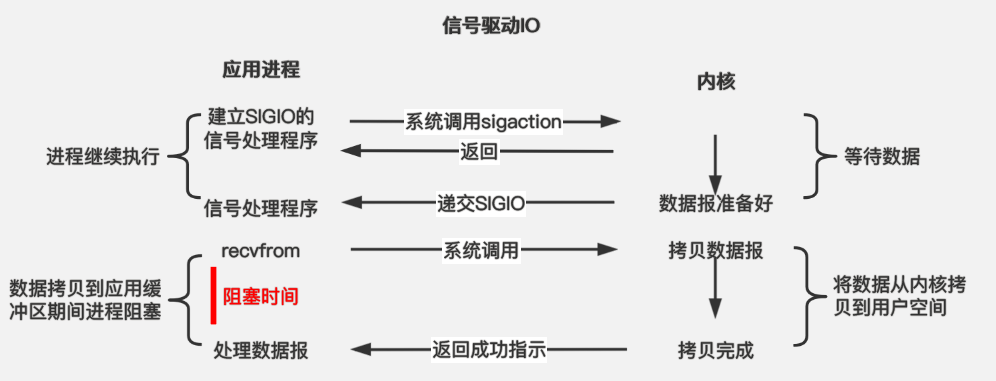 信号驱动IO
应用进程
内核
建立SIGIO的
信号处理程序
系统调用sigaction
返回
进程继续执行
等待数据
信号处理程序
递交SIGIO
数据报准备好
recvfrom
系统调用
拷贝数据报
数据拷贝到应用缓
冲区期间进程阻塞
阻塞时间
将数据从内核拷
贝到用户空间
处理数据报
返回成功指示
拷贝完成